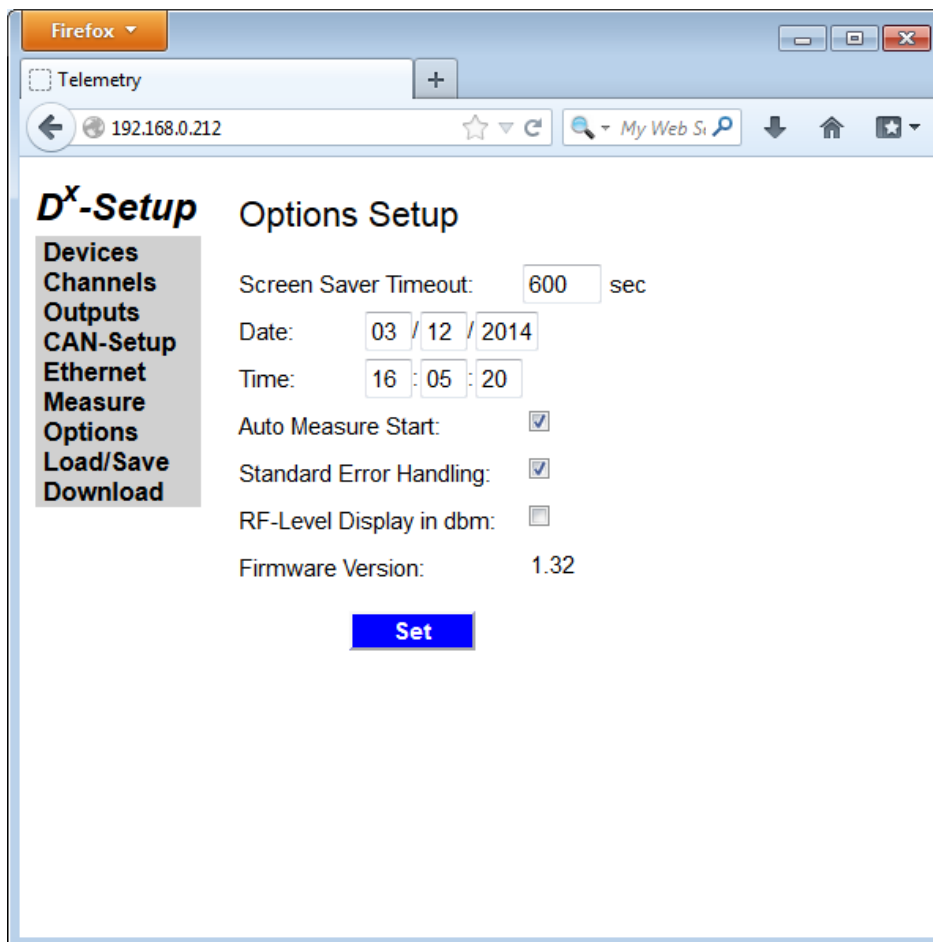 Firefox
Telemetry
192.168.0.212
My Web S
Dx-Setup
Devices
Channels
Outputs
CAN-Setup
Ethernet
Measure
Options
Load/Save
Download
Options Setup
Screen Saver Timeout: 600 sec
Date: 03 / 12 / 2014
Time: 16 : 05 : 20
Auto Measure Start:
Standard Error Handling:
RF-Level Display in dbm:
Firmware Version: 1.32
Set